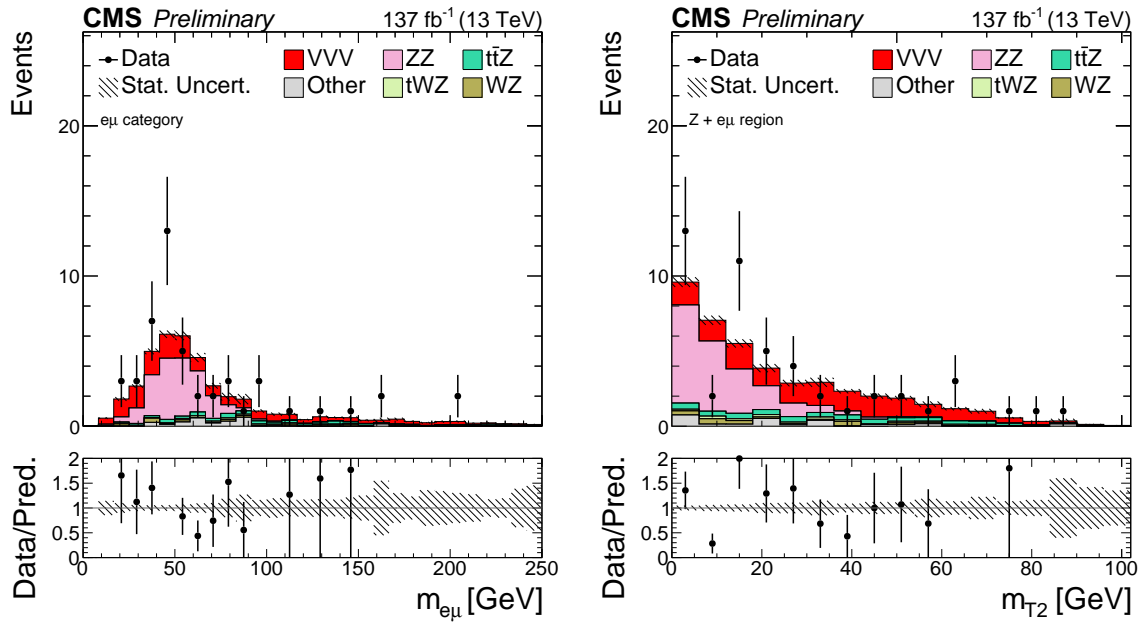 CMS Preliminary 137 fb⁻¹ (13 TeV)
Events
Data VVV ZZ tt̄Z
Stat. Uncert. Other tWZ WZ
eμ category
20
10
0
Data/Pred.
2
1.5
1
0.5
0
0 50 100 150 200 250
m_eμ [GeV]
CMS Preliminary 137 fb⁻¹ (13 TeV)
Events
Data VVV ZZ tt̄Z
Stat. Uncert. Other tWZ WZ
Z + eμ region
20
10
0
Data/Pred.
2
1.5
1
0.5
0
0 20 40 60 80 100
m_T2 [GeV]